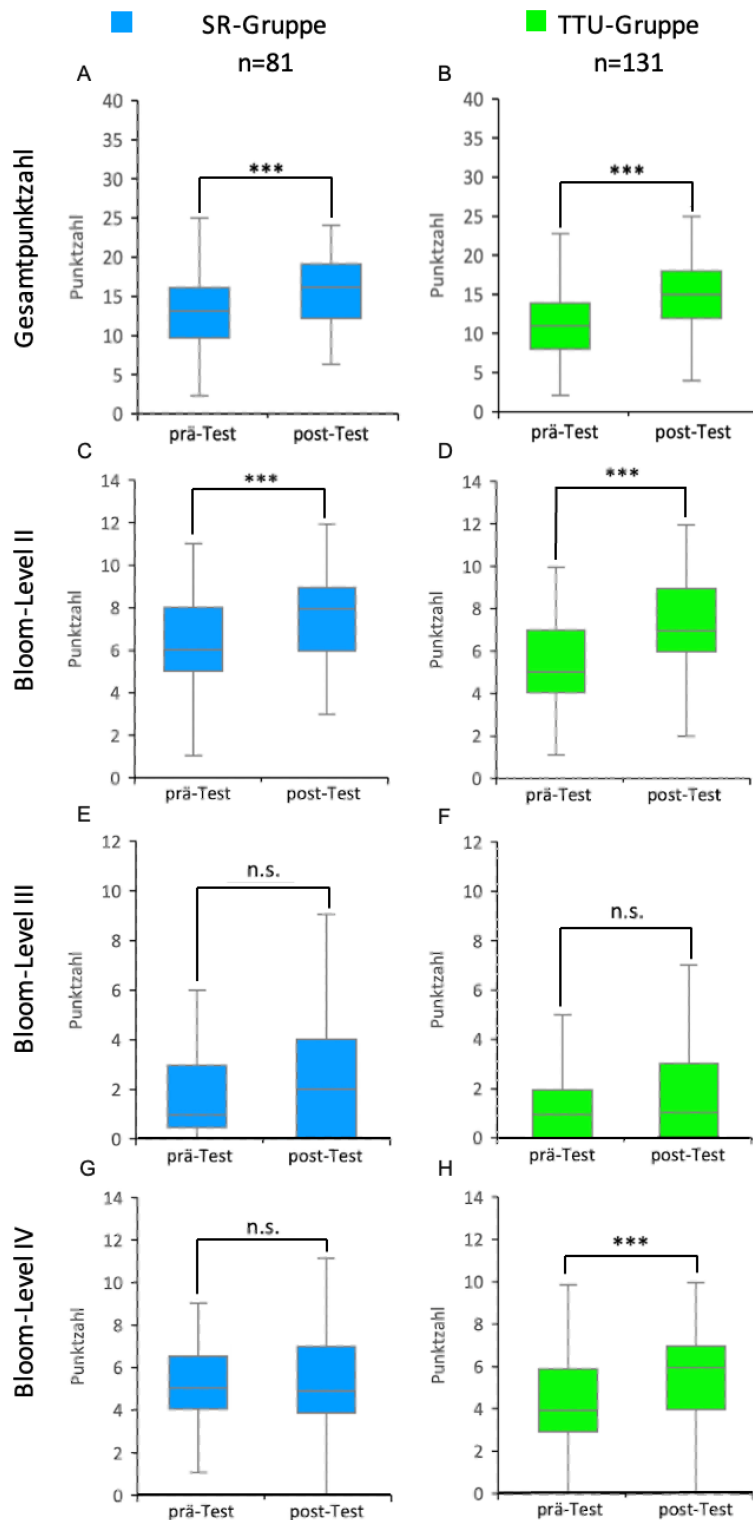 SR-Gruppe
n=81
TTU-Gruppe
n=131
Gesamtpunktzahl
A
Punktzahl
40
35
30
25
20
15
10
5
0
***
prä-Test post-Test
B
Punktzahl
40
35
30
25
20
15
10
5
0
***
prä-Test post-Test
Bloom-Level II
C
Punktzahl
14
12
10
8
6
4
2
0
***
prä-Test post-Test
D
Punktzahl
14
12
10
8
6
4
2
0
***
prä-Test post-Test
Bloom-Level III
E
Punktzahl
12
10
8
6
4
2
0
n.s.
prä-Test post-Test
F
Punktzahl
12
10
8
6
4
2
0
n.s.
prä-Test post-Test
Bloom-Level IV
G
Punktzahl
14
12
10
8
6
4
2
0
n.s.
prä-Test post-Test
H
Punktzahl
14
12
10
8
6
4
2
0
***
prä-Test post-Test